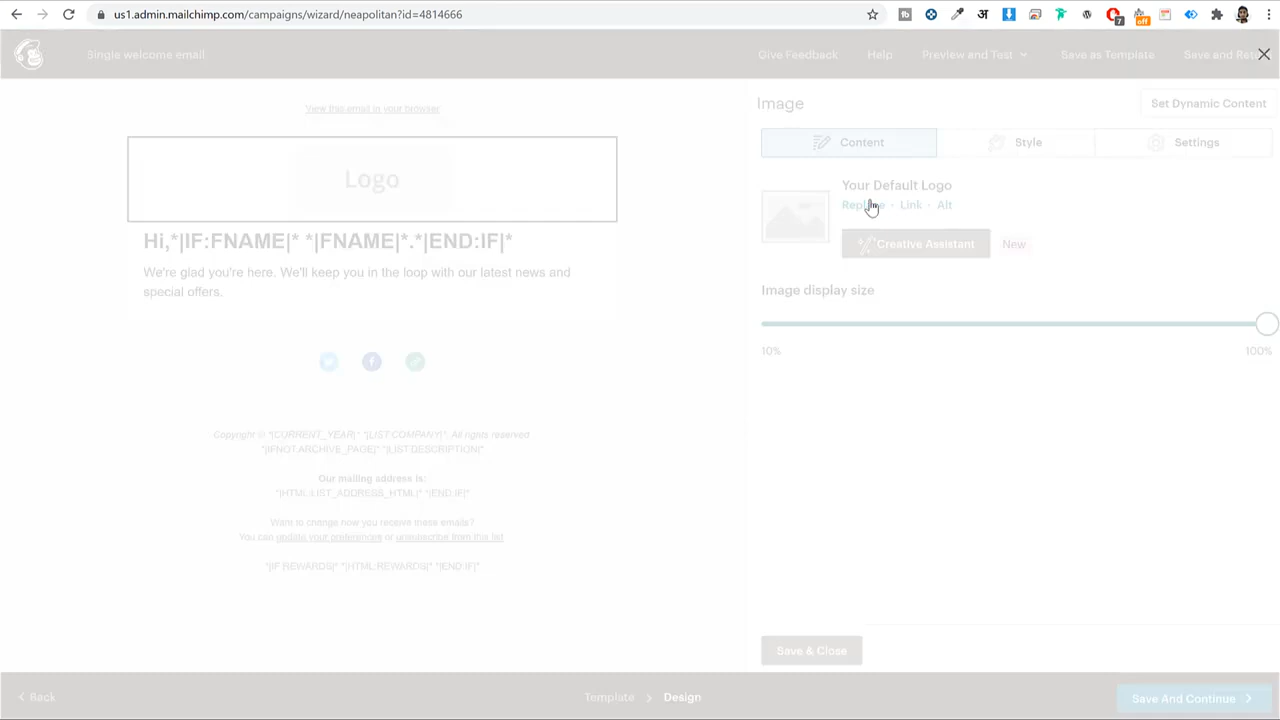 us1.admin.mailchimp.com/campaigns/wizard/neapolitan?id=4814666
Single welcome email
Give Feedback
Help
Preview and Test
Save as Template
Save and Retu
View this email in your browser
Logo
Hi,*|IF:FNAME|* *|FNAME|*.*|END:IF|*
We're glad you're here. We'll keep you in the loop with our latest news and
special offers.
Copyright © *|CURRENT_YEAR|* *|LIST:COMPANY|*. All rights reserved.
*|IFNOT:ARCHIVE_PAGE|* *|LIST:DESCRIPTION|*
Our mailing address is:
*|HTML:LIST_ADDRESS_HTML|* *|END:IF|*
Want to change how you receive these emails?
You can update your preferences or unsubscribe from this list
*|IF:REWARDS|* *|HTML:REWARDS|* *|END:IF|*
Image
Set Dynamic Content
Content
Style
Settings
Your Default Logo
Replace · Link · Alt
Creative Assistant
New
Image display size
10%
100%
Save & Close
Back
Template
Design
Save And Continue
7
off